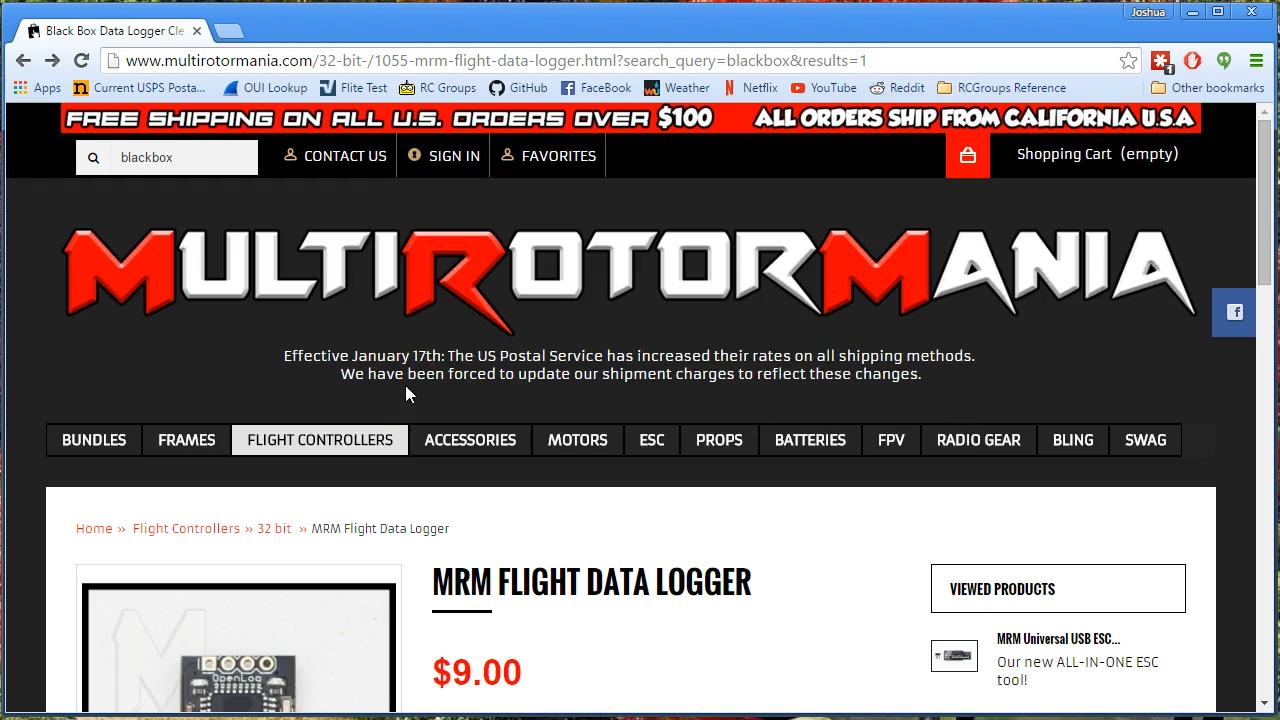 Joshua
Black Box Data Logger Cle
www.multirotormania.com/32-bit-/1055-mrm-flight-data-logger.html?search_query=blackbox&results=1
1
Apps
Current USPS Posta...
OUI Lookup
Flite Test
RC Groups
GitHub
FaceBook
Weather
Netflix
YouTube
Reddit
RCGroups Reference
Other bookmarks
FREE SHIPPING ON ALL U.S. ORDERS OVER $100 ALL ORDERS SHIP FROM CALIFORNIA U.S.A
blackbox
CONTACT US
SIGN IN
FAVORITES
Shopping Cart (empty)
MULTIROTORMANIA
Effective January 17th: The US Postal Service has increased their rates on all shipping methods.
We have been forced to update our shipment charges to reflect these changes.
BUNDLES
FRAMES
FLIGHT CONTROLLERS
ACCESSORIES
MOTORS
ESC
PROPS
BATTERIES
FPV
RADIO GEAR
BLING
SWAG
Home » Flight Controllers » 32 bit » MRM Flight Data Logger
OpenLog
MRM FLIGHT DATA LOGGER
$9.00
VIEWED PRODUCTS
MRM Universal USB ESC...
Our new ALL-IN-ONE ESC
tool!